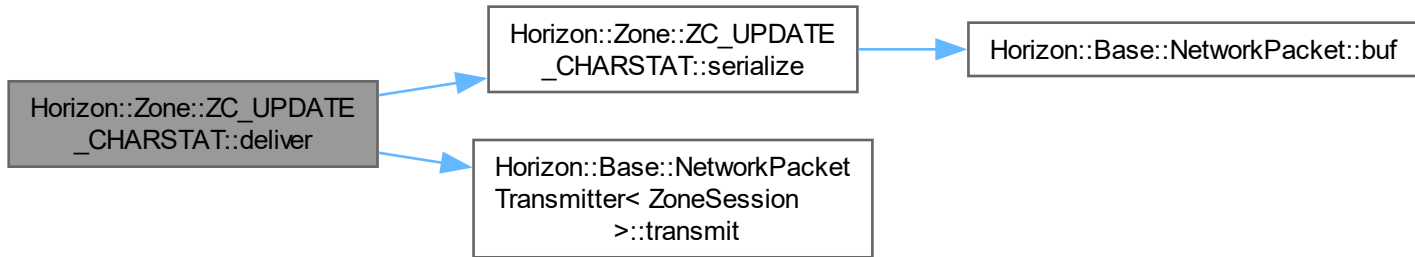 Horizon::Zone::ZC_UPDATE
_CHARSTAT::deliver
Horizon::Zone::ZC_UPDATE
_CHARSTAT::serialize
Horizon::Base::NetworkPacket::buf
Horizon::Base::NetworkPacket
Transmitter< ZoneSession
>::transmit